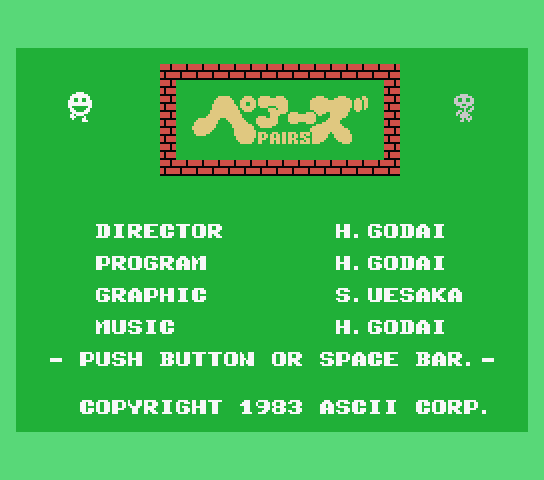 ペアーズ
PAIRS
DIRECTOR H.GODAI
PROGRAM H.GODAI
GRAPHIC S.UESAKA
MUSIC H.GODAI
- PUSH BUTTON OR SPACE BAR.-
COPYRIGHT 1983 ASCII CORP.